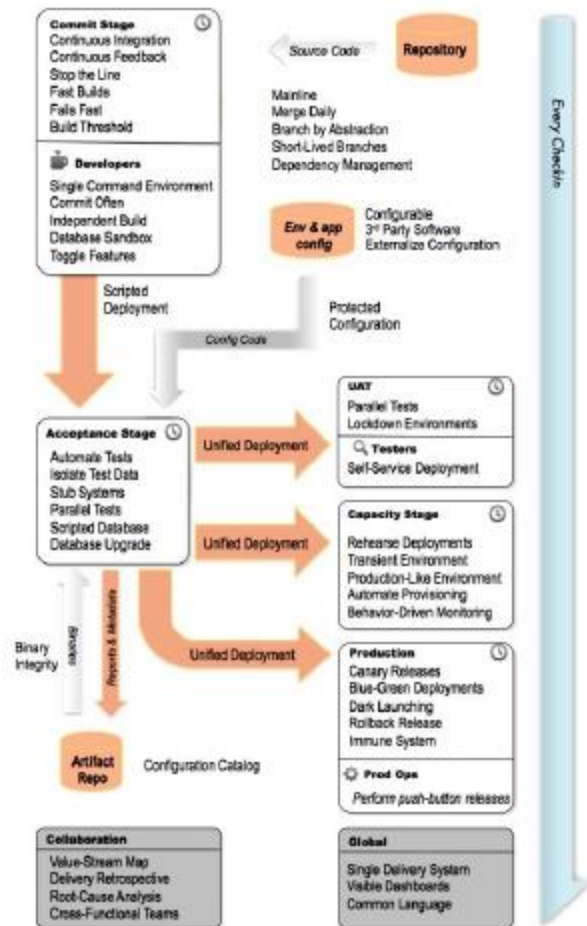 Commit Stage
Continuous Integration
Continuous Feedback
Stop the Line
Fast Builds
Fails Fast
Build Threshold
Developers
Single Command Environment
Commit Often
Independent Build
Database Sandbox
Toggle Features
Source Code
Repository
Mainline
Merge Daily
Branch by Abstraction
Short-Lived Branches
Dependency Management
Env & app
config
Configurable
3rd Party Software
Externalize Configuration
Every Checkin
Scripted
Deployment
Config Code
Protected
Configuration
Acceptance Stage
Automate Tests
Isolate Test Data
Stub Systems
Parallel Tests
Scripted Database
Database Upgrade
Unified Deployment
UAT
Parallel Tests
Lockdown Environments
Testers
Self-Service Deployment
Unified Deployment
Capacity Stage
Rehearse Deployments
Transient Environment
Production-Like Environment
Automate Provisioning
Behavior-Driven Monitoring
Unified Deployment
Production
Canary Releases
Blue-Green Deployments
Dark Launching
Rollback Release
Immune System
Prod Ops
Perform push-button releases
Binary
Integrity
Binaries
Reports & Metadata
Artifact
Repo
Configuration Catalog
Collaboration
Value-Stream Map
Delivery Retrospective
Root-Cause Analysis
Cross-Functional Teams
Global
Single Delivery System
Visible Dashboards
Common Language